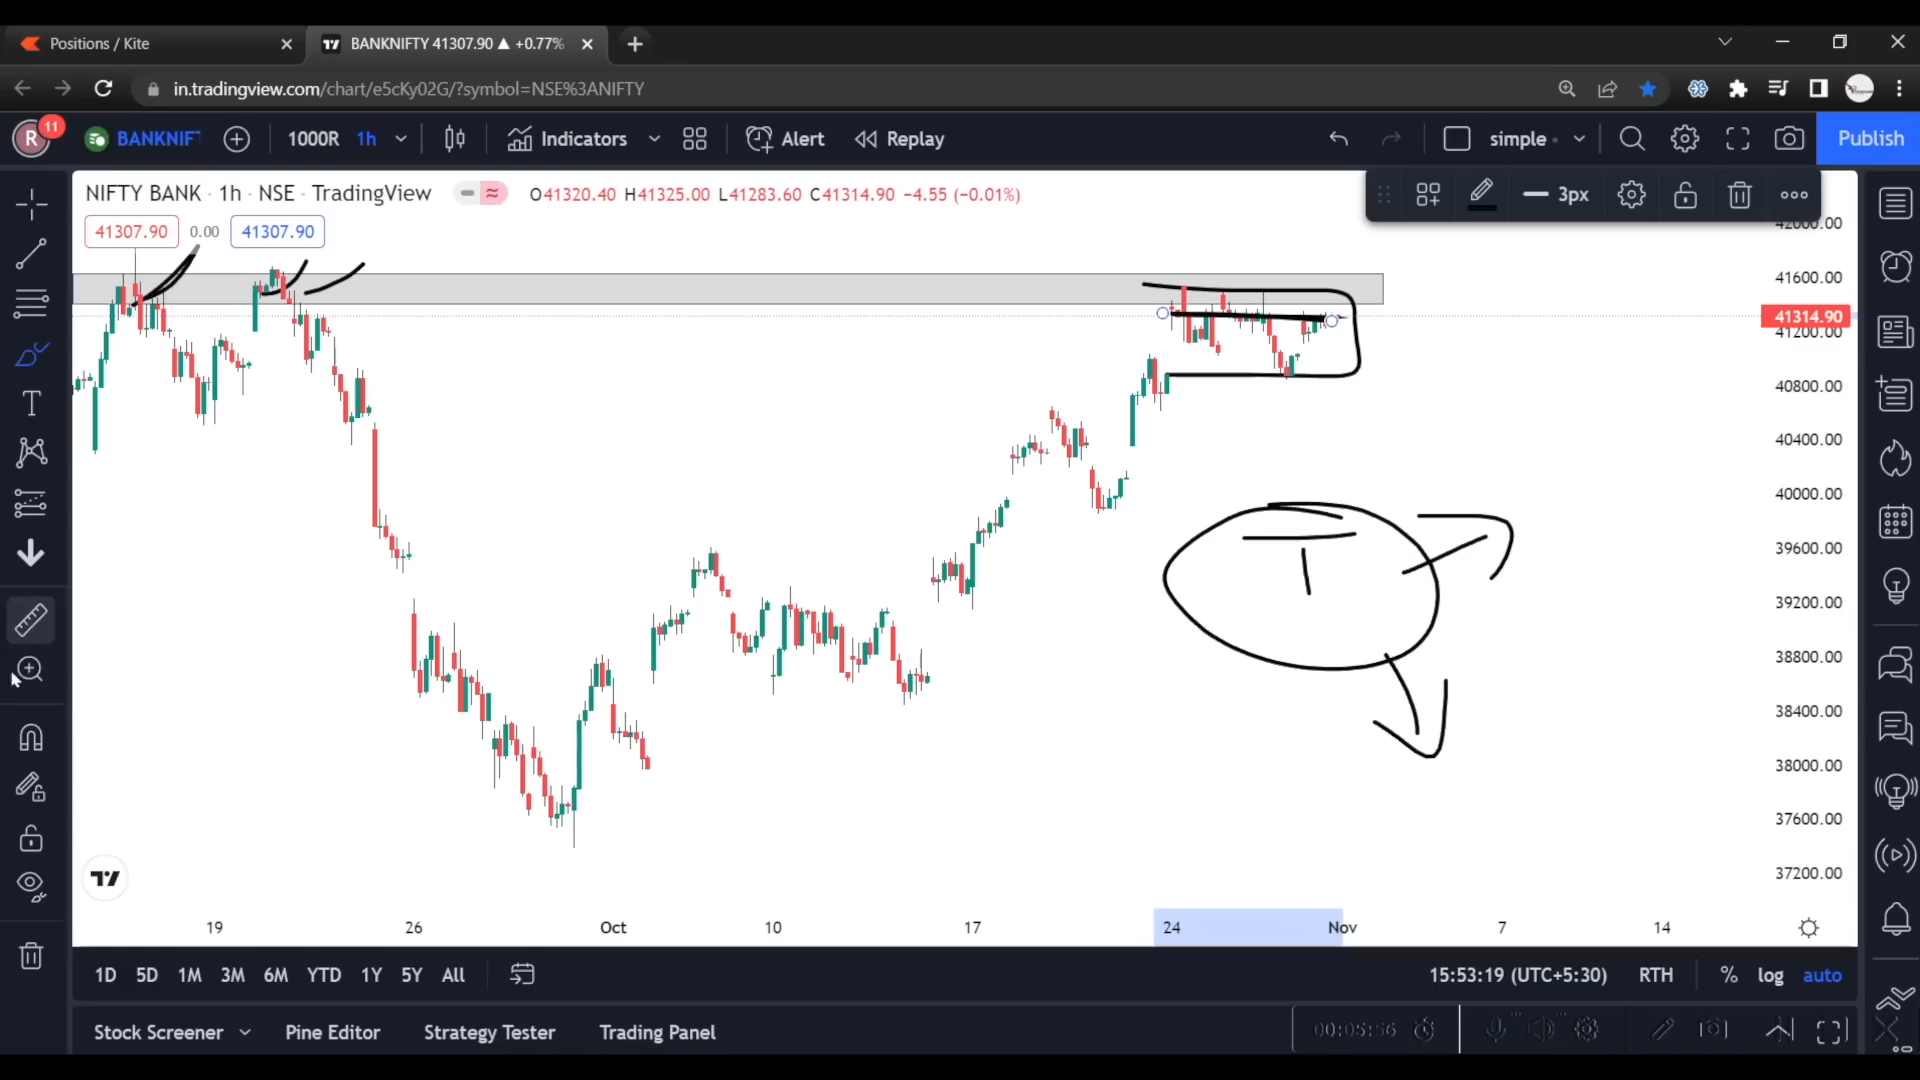 Positions / Kite
BANKNIFTY 41307.90 ▲ +0.77%
in.tradingview.com/chart/e5cKy02G/?symbol=NSE%3ANIFTY
R 11 BANKNIFT 1000R 1h Indicators Alert Replay simple Publish
NIFTY BANK · 1h · NSE · TradingView O41320.40 H41325.00 L41283.60 C41314.90 −4.55 (−0.01%)
3px
41307.90 0.00 41307.90
42000.00
41600.00
41314.90
41200.00
40800.00
40400.00
40000.00
39600.00
39200.00
38800.00
38400.00
38000.00
37600.00
37200.00
19 26 Oct 10 17 24 Nov 7 14
1D 5D 1M 3M 6M YTD 1Y 5Y All 15:53:19 (UTC+5:30) RTH % log auto
Stock Screener Pine Editor Strategy Tester Trading Panel 00:05:56